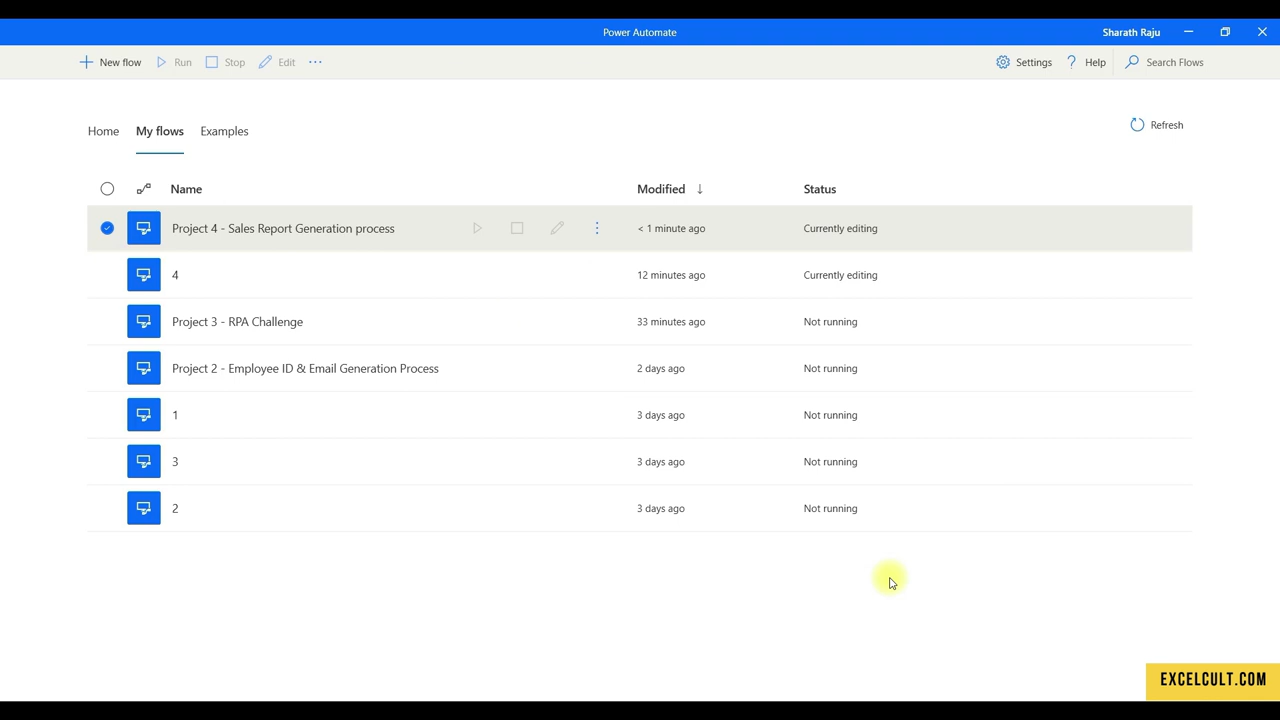 Power Automate
Sharath Raju
New flow Run Stop Edit ...
Settings ? Help Search Flows
Home My flows Examples
Refresh
Name Modified ↓ Status
Project 4 - Sales Report Generation process < 1 minute ago Currently editing
4 12 minutes ago Currently editing
Project 3 - RPA Challenge 33 minutes ago Not running
Project 2 - Employee ID & Email Generation Process 2 days ago Not running
1 3 days ago Not running
3 3 days ago Not running
2 3 days ago Not running
EXCELCULT.COM